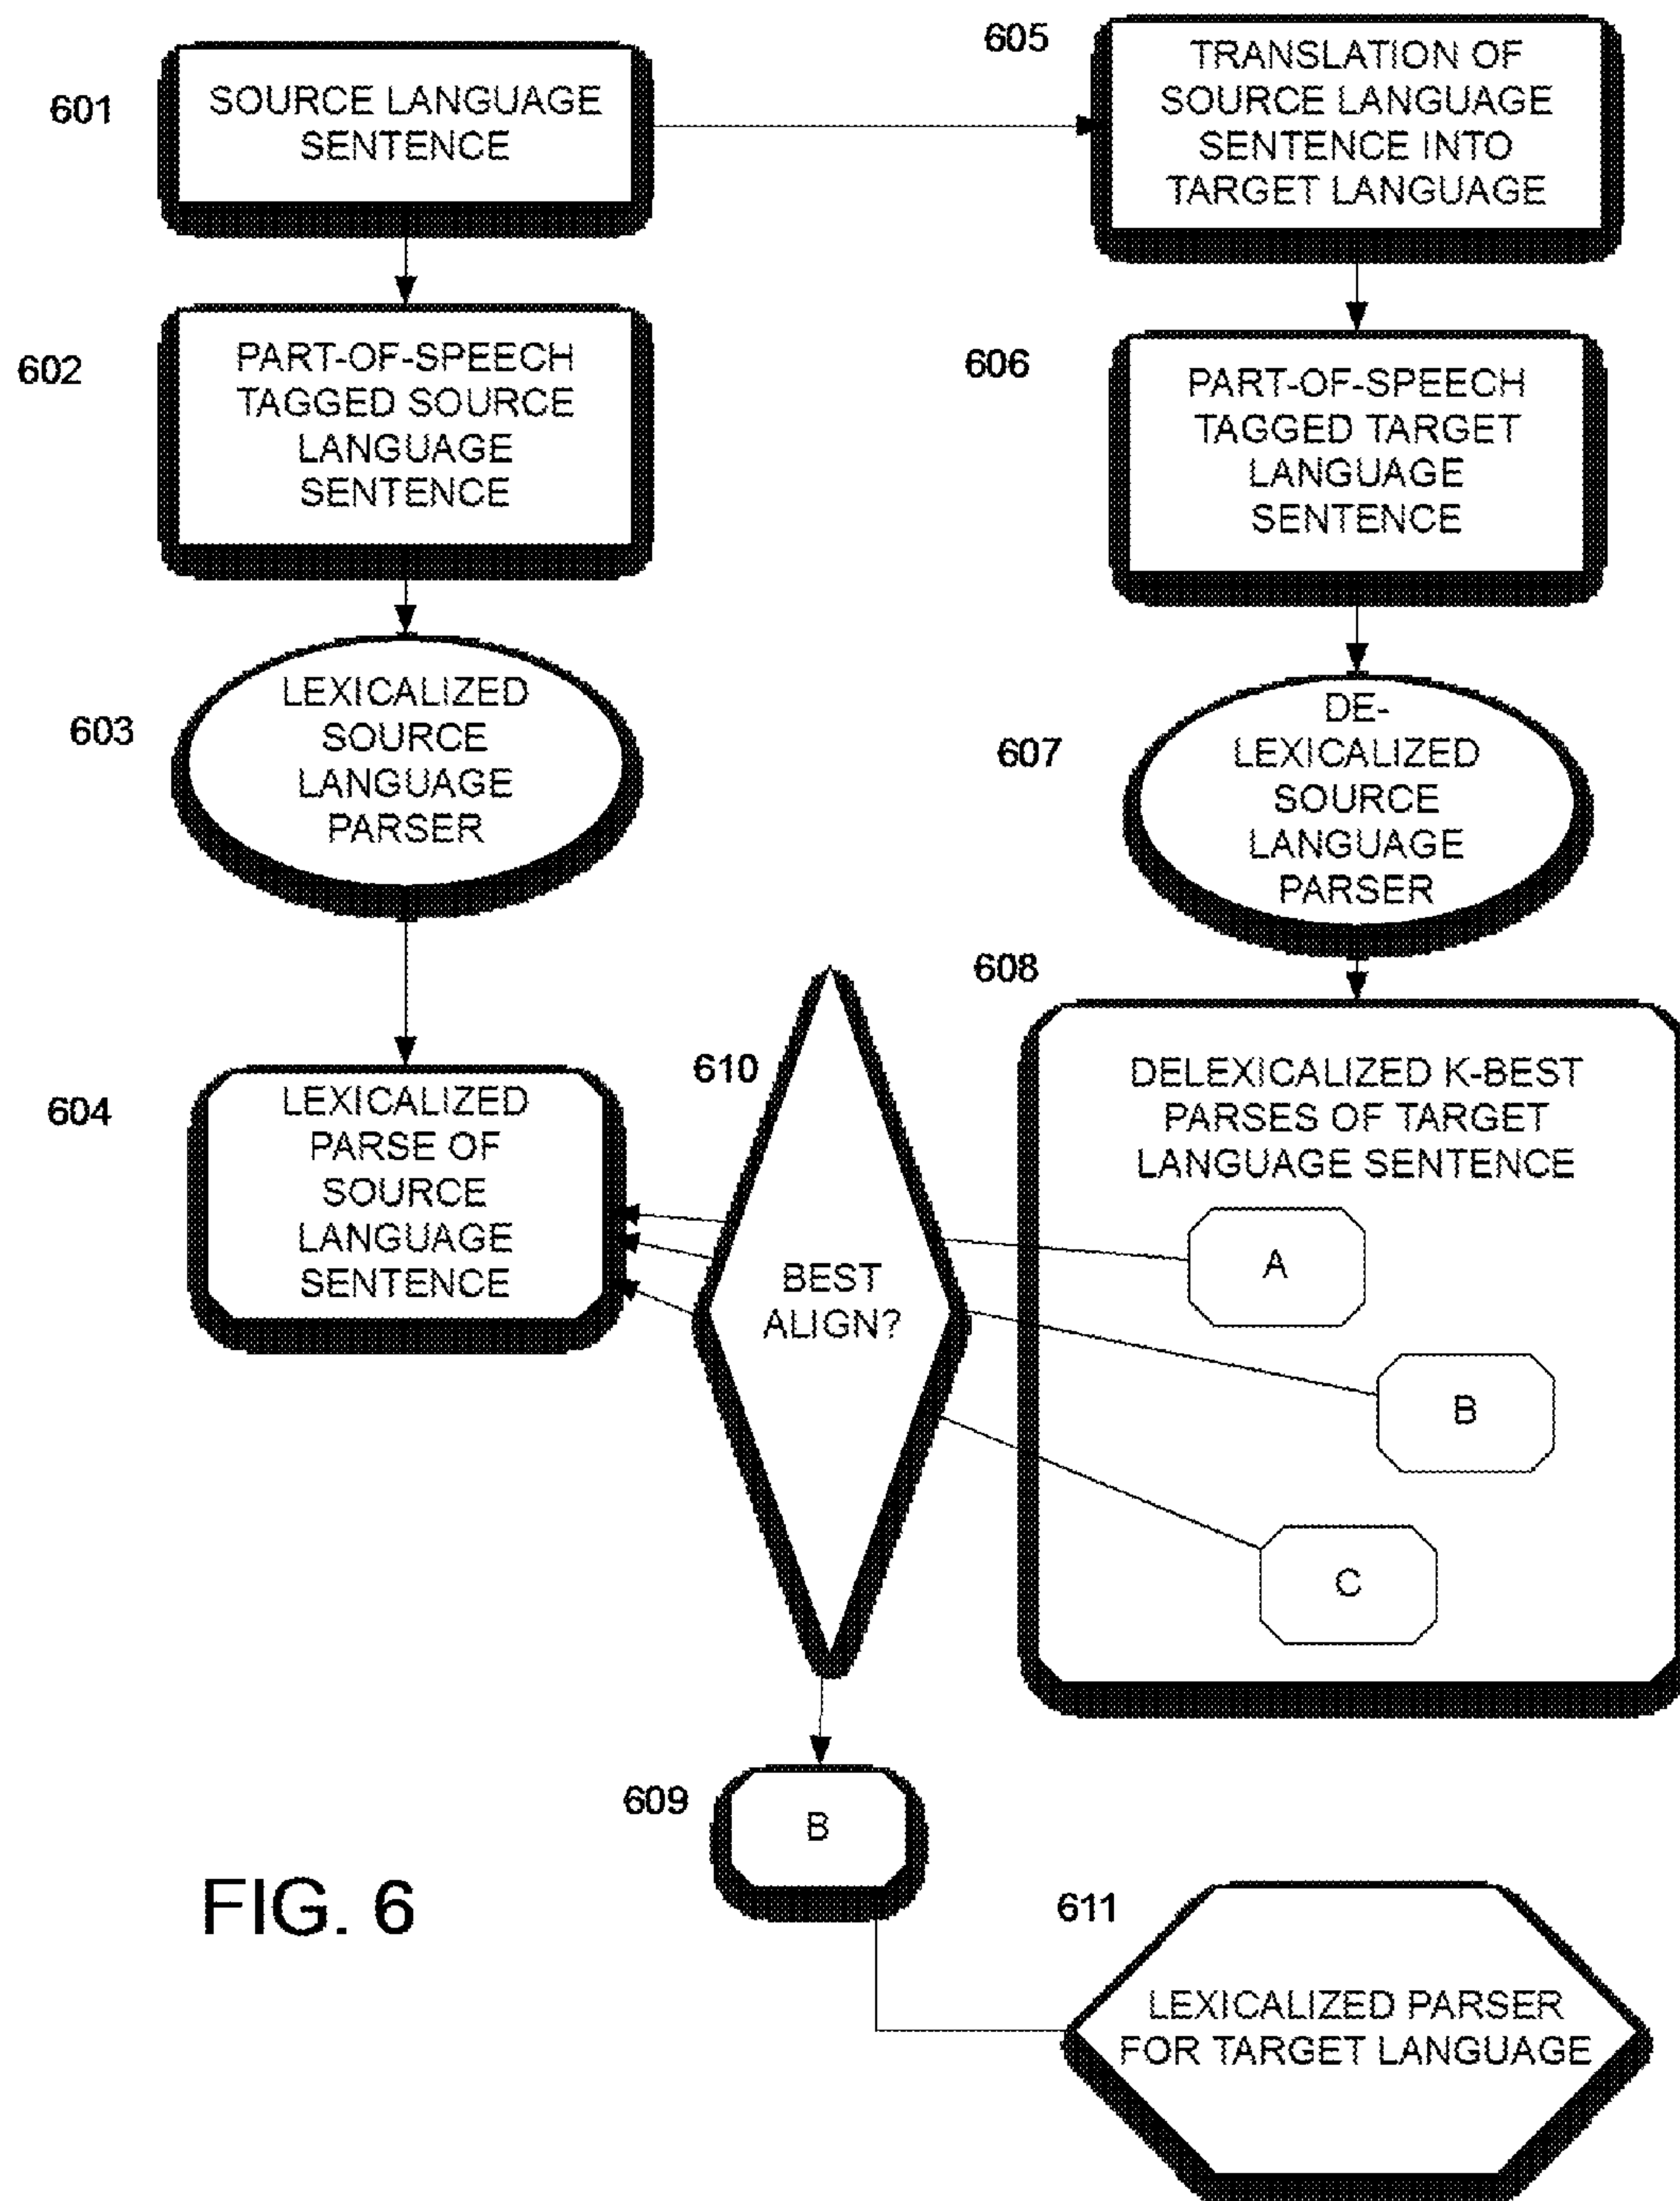 601
SOURCE LANGUAGE
SENTENCE
605
TRANSLATION OF
SOURCE LANGUAGE
SENTENCE INTO
TARGET LANGUAGE
602
PART-OF-SPEECH
TAGGED SOURCE
LANGUAGE
SENTENCE
606
PART-OF-SPEECH
TAGGED TARGET
LANGUAGE
SENTENCE
603
LEXICALIZED
SOURCE
LANGUAGE
PARSER
607
DE-
LEXICALIZED
SOURCE
LANGUAGE
PARSER
604
LEXICALIZED
PARSE OF
SOURCE
LANGUAGE
SENTENCE
610
BEST
ALIGN?
608
DELEXICALIZED K-BEST
PARSES OF TARGET
LANGUAGE SENTENCE
A
B
C
609
B
611
LEXICALIZED PARSER
FOR TARGET LANGUAGE
FIG. 6